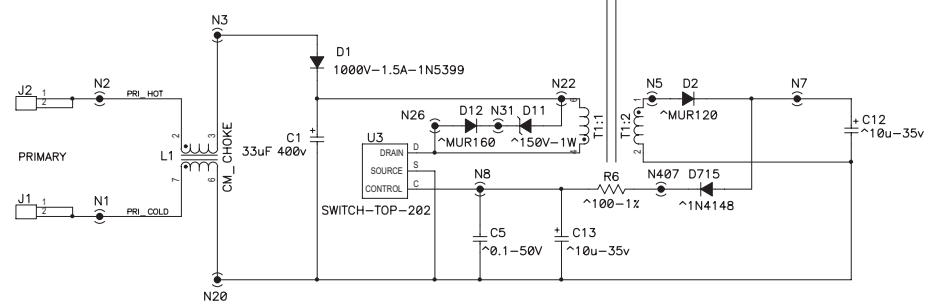 N3
D1
1000V-1.5A-1N5399
J2
1
2
N2
PRI_HOT
N22
N5
D2
N7
N26
D12
N31
D11
^MUR160
^150V-1W
^MUR120
C12
^10u-35v
+
1
2
T1:1
T1:2
C1
+
33uF 400v
U3
DRAIN
D
SOURCE
S
CONTROL
C
SWITCH-TOP-202
PRIMARY
L1
2
3
7
6
CM_CHOKE
J1
1
2
N1
PRI_COLD
N8
R6
^100-1%
N407
D715
^1N4148
C5
^0.1-50V
+
C13
^10u-35v
N20